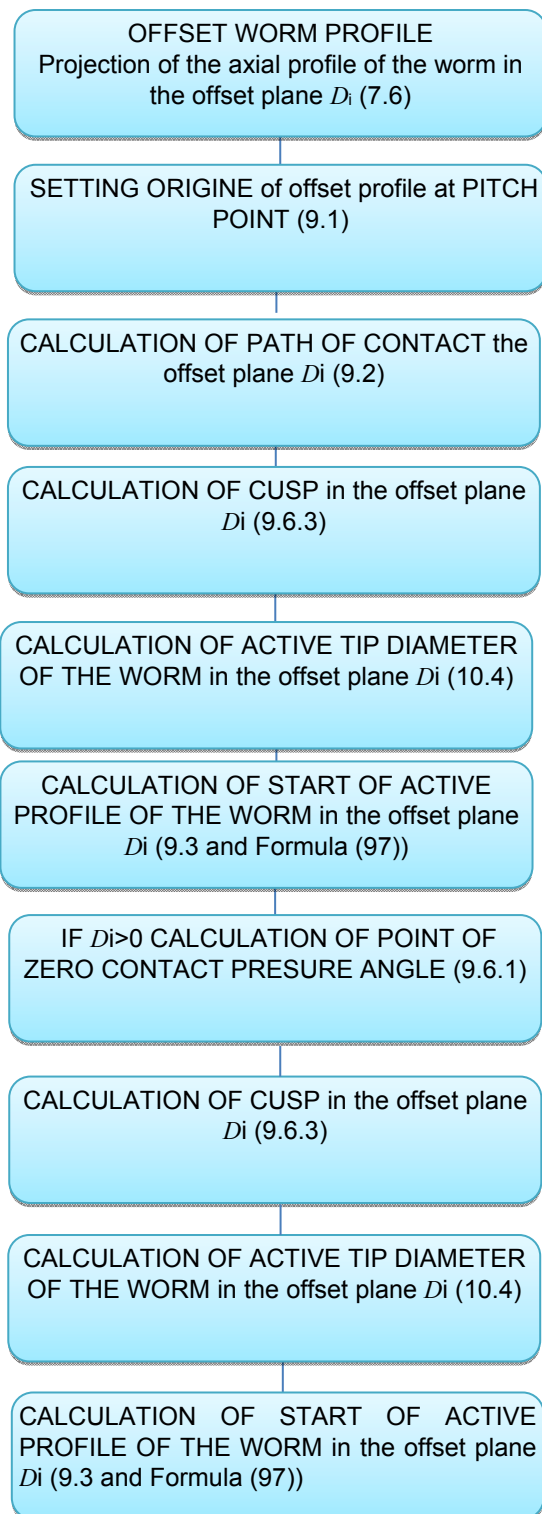 OFFSET WORM PROFILE
Projection of the axial profile of the worm in
the offset plane Di (7.6)
SETTING ORIGINE of offset profile at PITCH
POINT (9.1)
CALCULATION OF PATH OF CONTACT the
offset plane Di (9.2)
CALCULATION OF CUSP in the offset plane
Di (9.6.3)
CALCULATION OF ACTIVE TIP DIAMETER
OF THE WORM in the offset plane Di (10.4)
CALCULATION OF START OF ACTIVE
PROFILE OF THE WORM in the offset plane
Di (9.3 and Formula (97))
IF Di>0 CALCULATION OF POINT OF
ZERO CONTACT PRESURE ANGLE (9.6.1)
CALCULATION OF CUSP in the offset plane
Di (9.6.3)
CALCULATION OF ACTIVE TIP DIAMETER
OF THE WORM in the offset plane Di (10.4)
CALCULATION OF START OF ACTIVE
PROFILE OF THE WORM in the offset plane
Di (9.3 and Formula (97))